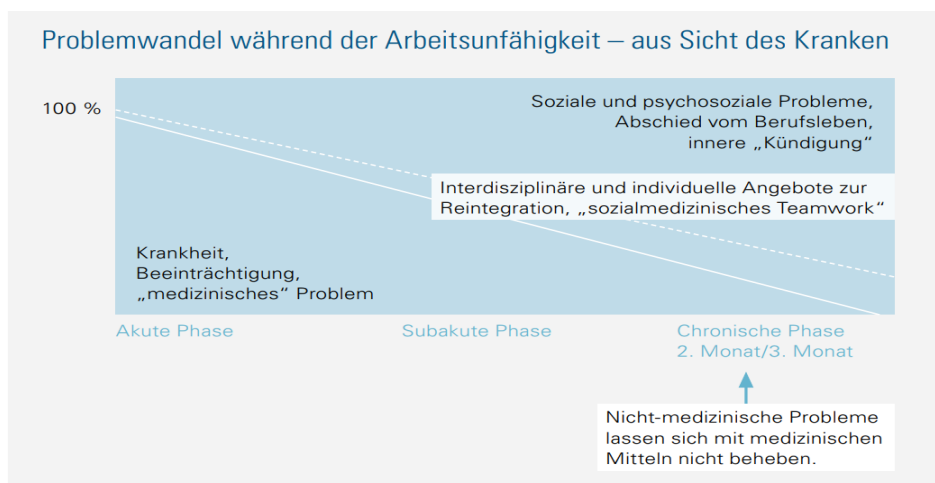 Problemwandel während der Arbeitsunfähigkeit – aus Sicht des Kranken
100 %
Soziale und psychosoziale Probleme,
Abschied vom Berufsleben,
innere „Kündigung“
Interdisziplinäre und individuelle Angebote zur
Reintegration, „sozialmedizinisches Teamwork“
Krankheit,
Beeinträchtigung,
„medizinisches“ Problem
Akute Phase
Subakute Phase
Chronische Phase
2. Monat/3. Monat
Nicht-medizinische Probleme
lassen sich mit medizinischen
Mitteln nicht beheben.